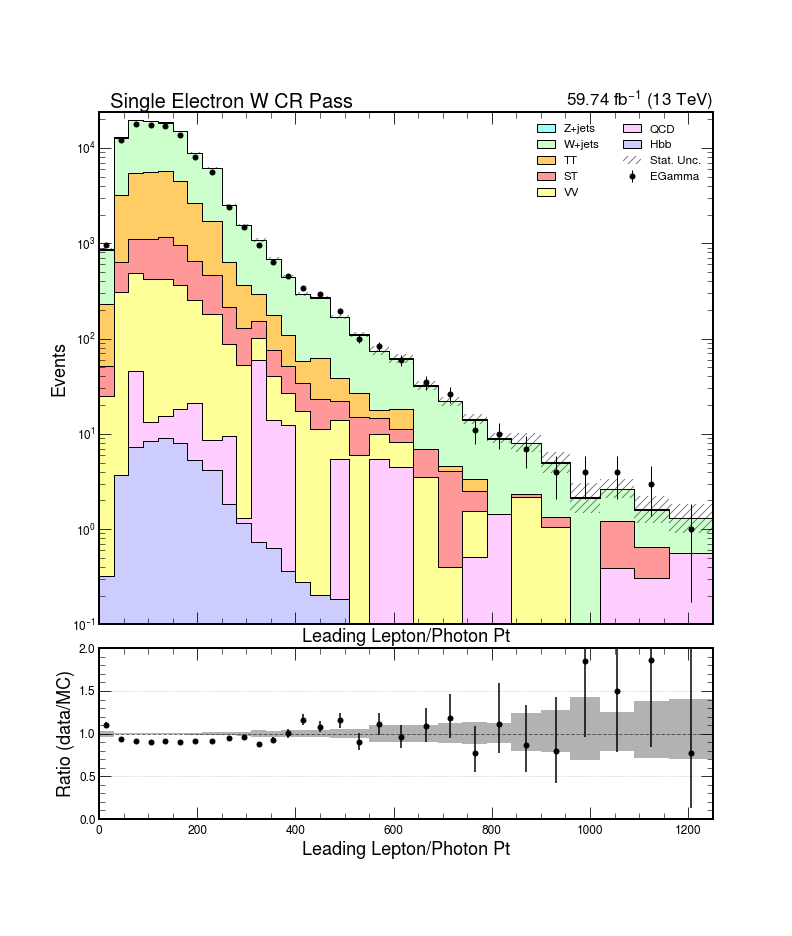 Single Electron W CR Pass 59.74 fb⁻¹ (13 TeV)
Z+jets QCD
W+jets Hbb
TT Stat. Unc.
ST EGamma
VV
10⁴
10³
10²
10¹
10⁰
10⁻¹
Events
Leading Lepton/Photon Pt
2.0
1.5
1.0
0.5
0.0
Ratio (data/MC)
0 200 400 600 800 1000 1200
Leading Lepton/Photon Pt